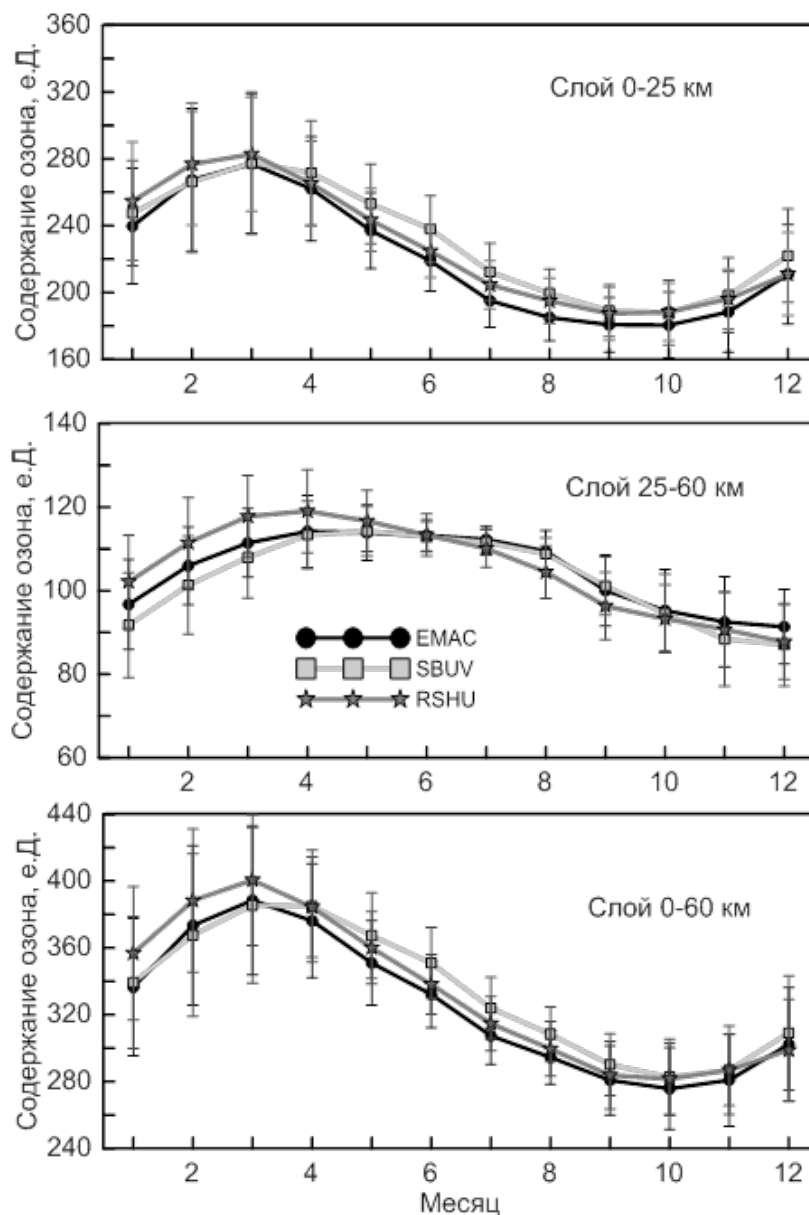 Содержание озона, е.Д.
360
320
280
240
200
160
Слой 0-25 км
2 4 6 8 10 12
Содержание озона, е.Д.
140
120
100
80
60
Слой 25-60 км
EMAC
SBUV
RSHU
2 4 6 8 10 12
Содержание озона, е.Д.
440
400
360
320
280
240
Слой 0-60 км
2 4 6 8 10 12
Месяц